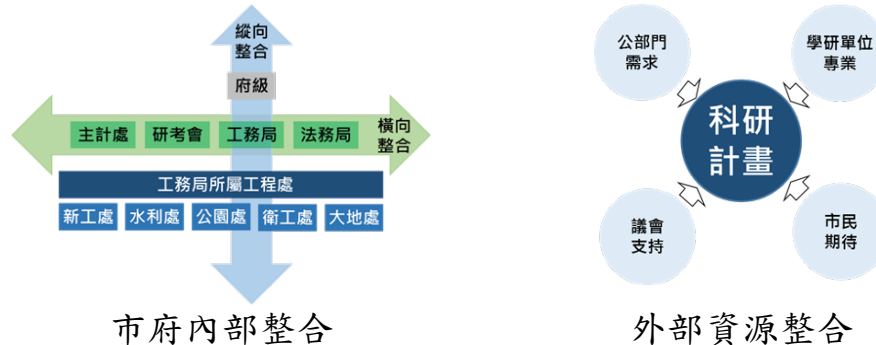 縱向
整合
府級
主計處 研考會 工務局 法務局
橫向
整合
工務局所屬工程處
新工處 水利處 公園處 衛工處 大地處
市府內部整合
公部門
需求
學研單位
專業
科研
計畫
議會
支持
市民
期待
外部資源整合